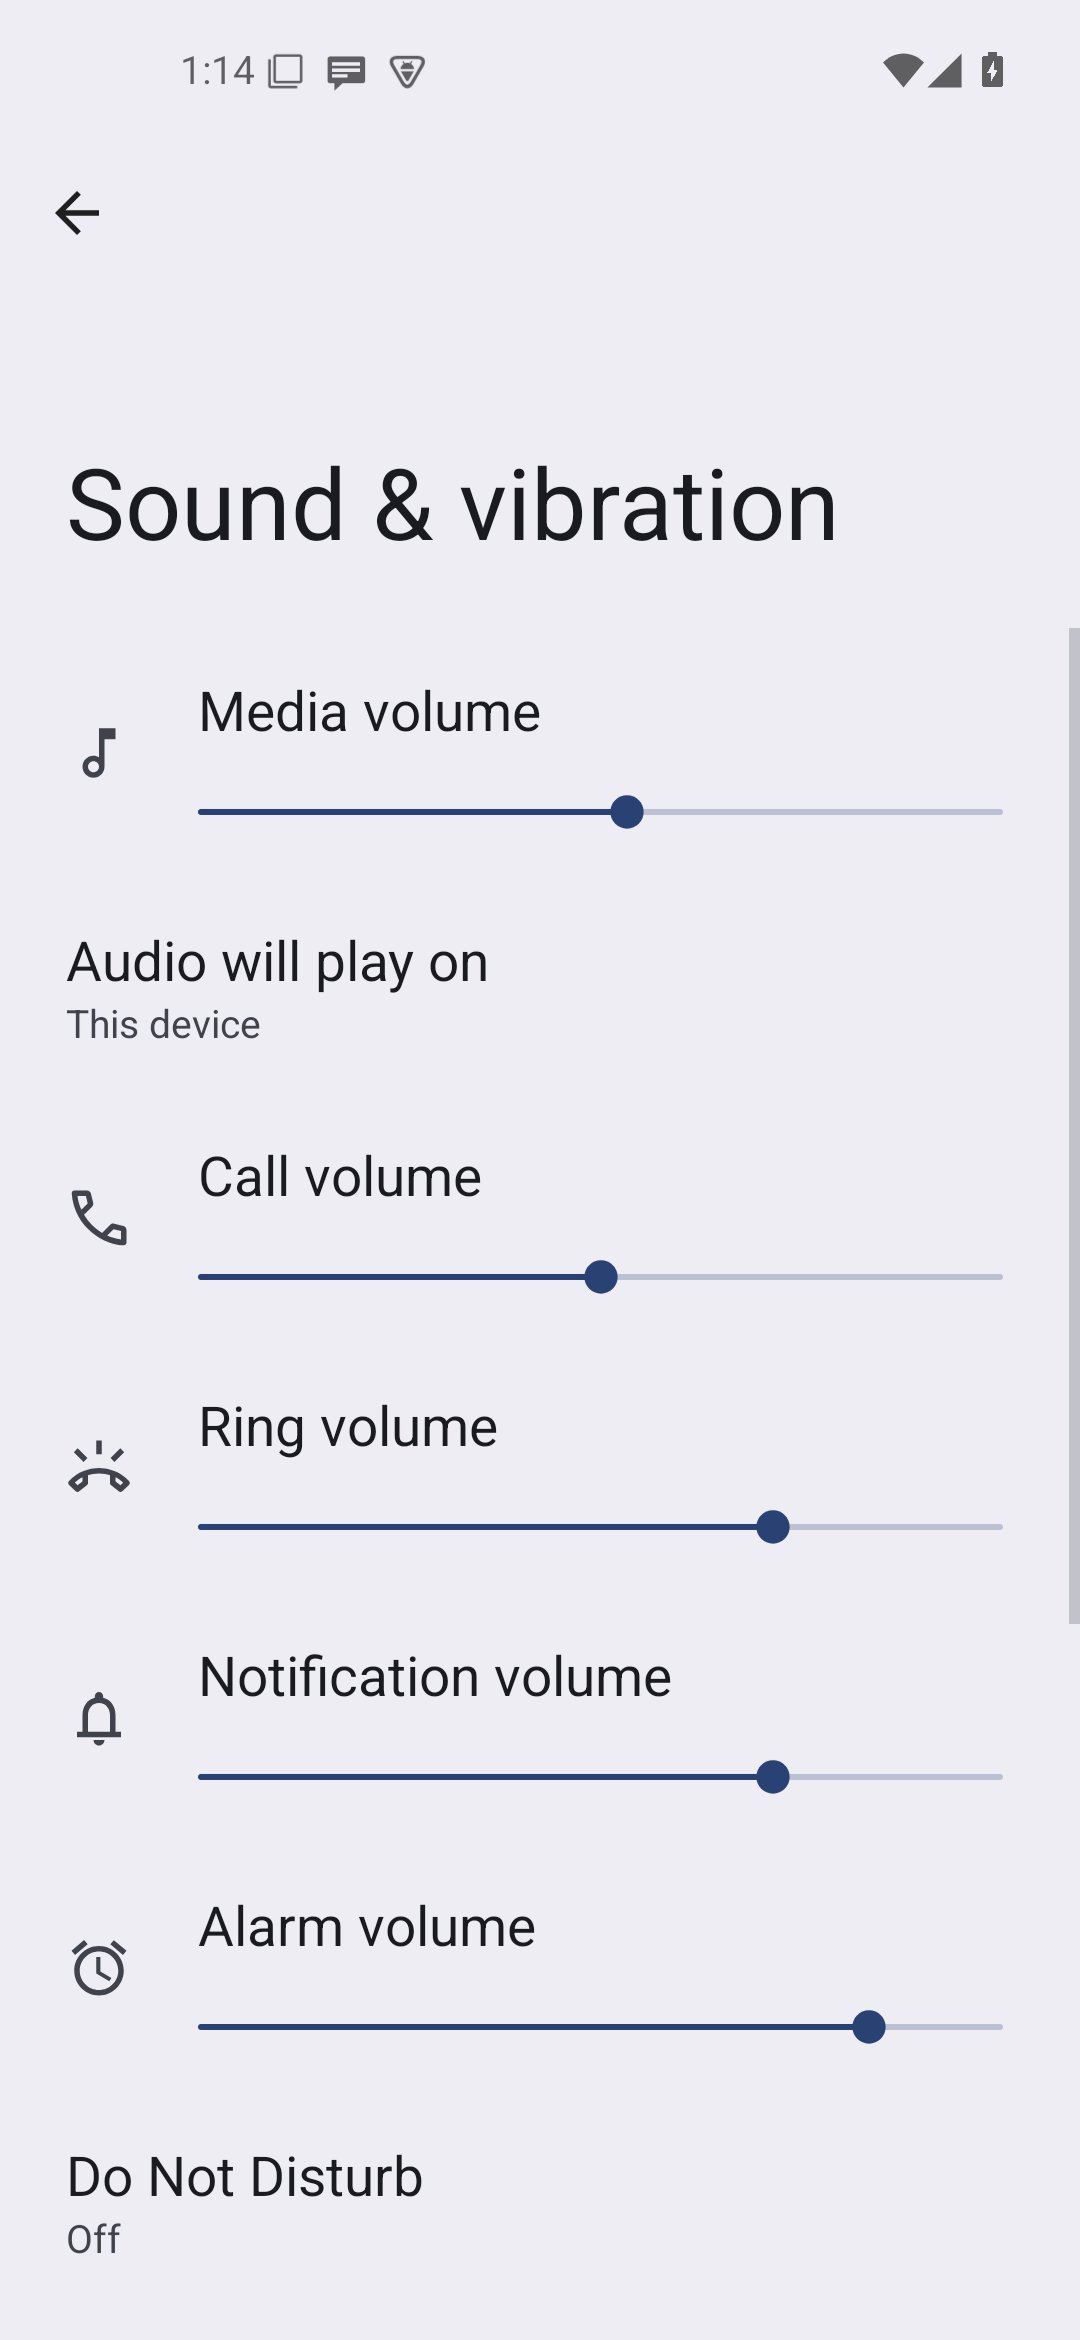 1:14
Sound & vibration
Media volume
Audio will play on
This device
Call volume
Ring volume
Notification volume
Alarm volume
Do Not Disturb
Off